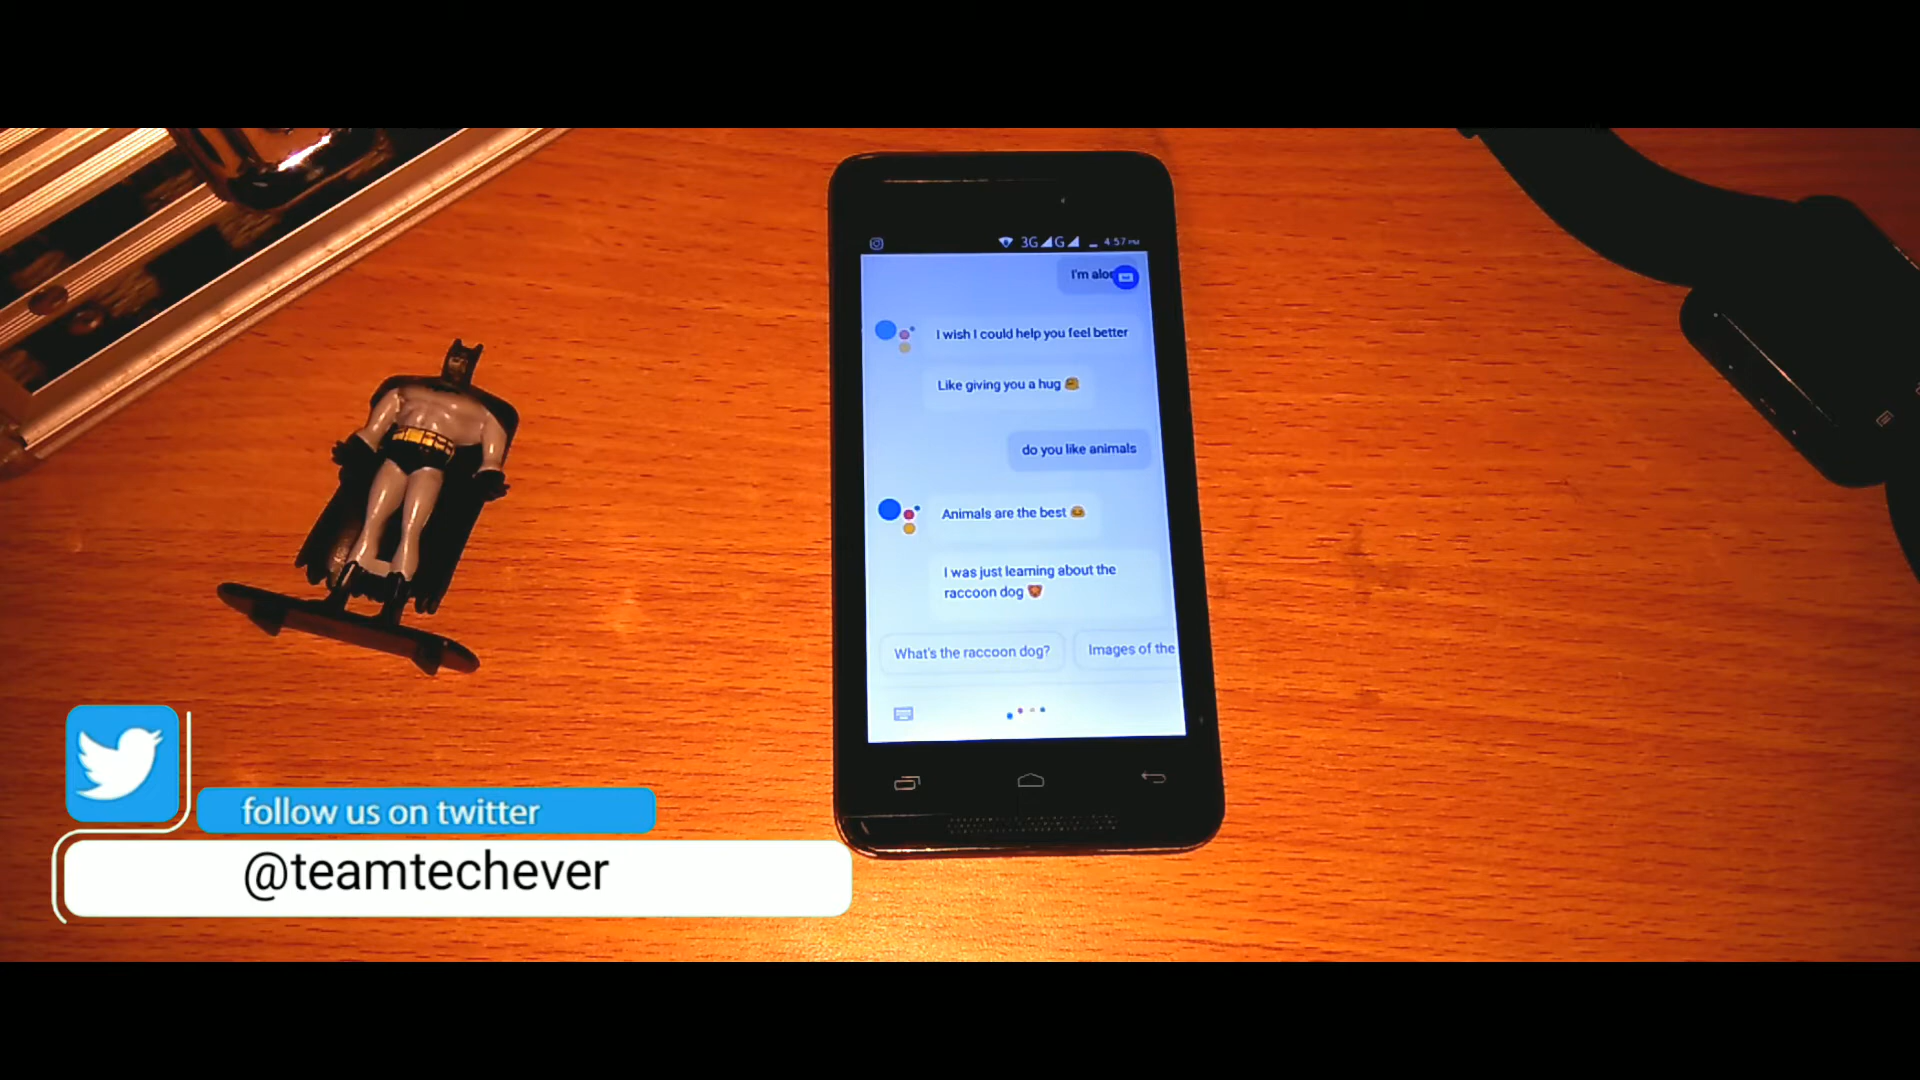 3G G 4:57 PM
I'm alo
I wish I could help you feel better
Like giving you a hug 🤗
do you like animals
Animals are the best 😄
I was just learning about the
raccoon dog 🐶
What's the raccoon dog?
Images of the
follow us on twitter
@teamtechever